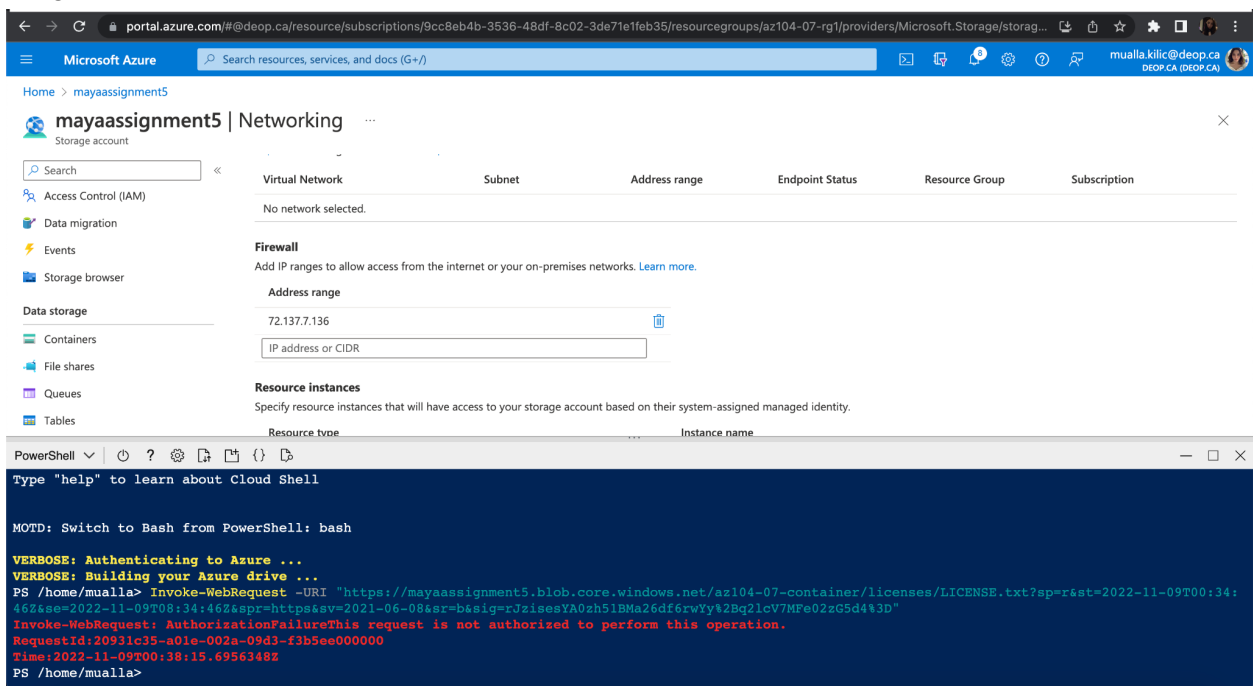 portal.azure.com/#@deop.ca/resource/subscriptions/9cc8eb4b-3536-48df-8c02-3de71e1feb35/resourcegroups/az104-07-rg1/providers/Microsoft.Storage/storag...
Microsoft Azure
Search resources, services, and docs (G+/)
8
mualla.kilic@deop.ca
DEOP.CA (DEOP.CA)
Home > mayaassignment5
mayaassignment5 | Networking ...
Storage account
Search
Access Control (IAM)
Data migration
Events
Storage browser
Data storage
Containers
File shares
Queues
Tables
Virtual Network Subnet Address range Endpoint Status Resource Group Subscription
No network selected.
Firewall
Add IP ranges to allow access from the internet or your on-premises networks. Learn more.
Address range
72.137.7.136
IP address or CIDR
Resource instances
Specify resource instances that will have access to your storage account based on their system-assigned managed identity.
Resource type Instance name
PowerShell
Type "help" to learn about Cloud Shell
MOTD: Switch to Bash from PowerShell: bash
VERBOSE: Authenticating to Azure ...
VERBOSE: Building your Azure drive ...
PS /home/mualla> Invoke-WebRequest -URI "https://mayaassignment5.blob.core.windows.net/az104-07-container/licenses/LICENSE.txt?sp=r&st=2022-11-09T00:34:
46Z&se=2022-11-09T08:34:46Z&spr=https&sv=2021-06-08&sr=b&sig=rJzisesYA0zh51BMa26df6rwYy%2Bq2lcV7MFe02zG5d4%3D"
Invoke-WebRequest: AuthorizationFailureThis request is not authorized to perform this operation.
RequestId:20931c35-a01e-002a-09d3-f3b5ee000000
Time:2022-11-09T00:38:15.6956348Z
PS /home/mualla>